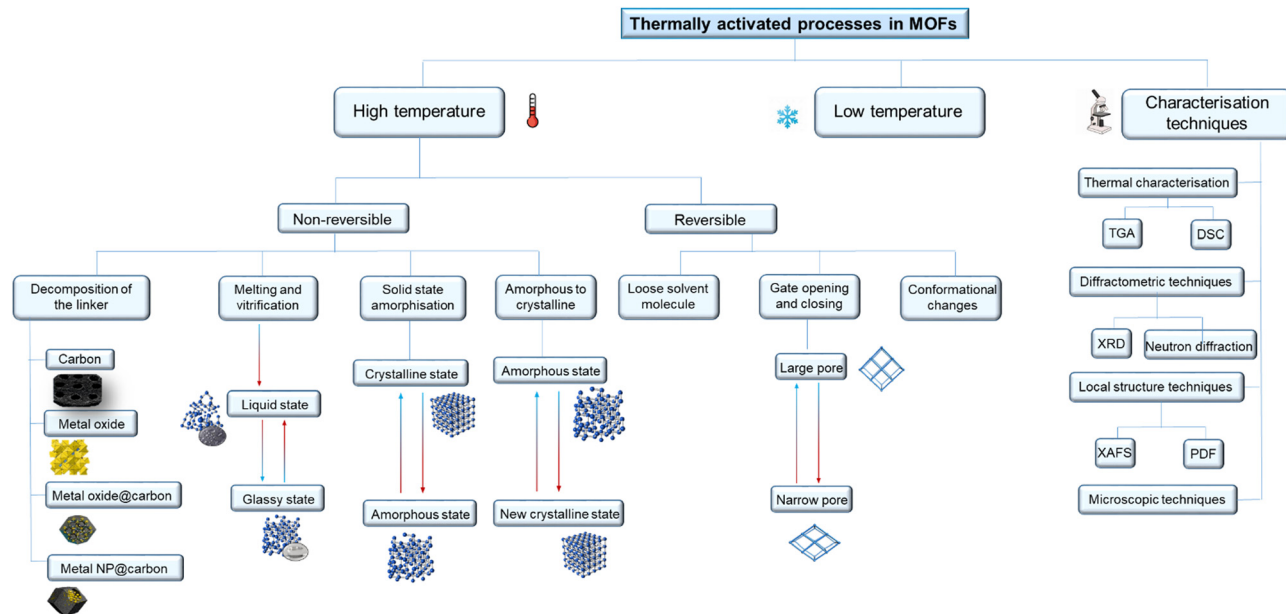 Thermally activated processes in MOFs
High temperature
Low temperature
Characterisation
techniques
Non-reversible
Reversible
Decomposition of
the linker
Melting and
vitrification
Solid state
amorphisation
Amorphous to
crystalline
Loose solvent
molecule
Gate opening
and closing
Conformational
changes
Carbon
Metal oxide
Metal oxide@carbon
Metal NP@carbon
Liquid state
Glassy state
Crystalline state
Amorphous state
Amorphous state
New crystalline state
Large pore
Narrow pore
Thermal characterisation
TGA
DSC
Diffractometric techniques
XRD
Neutron diffraction
Local structure techniques
XAFS
PDF
Microscopic techniques